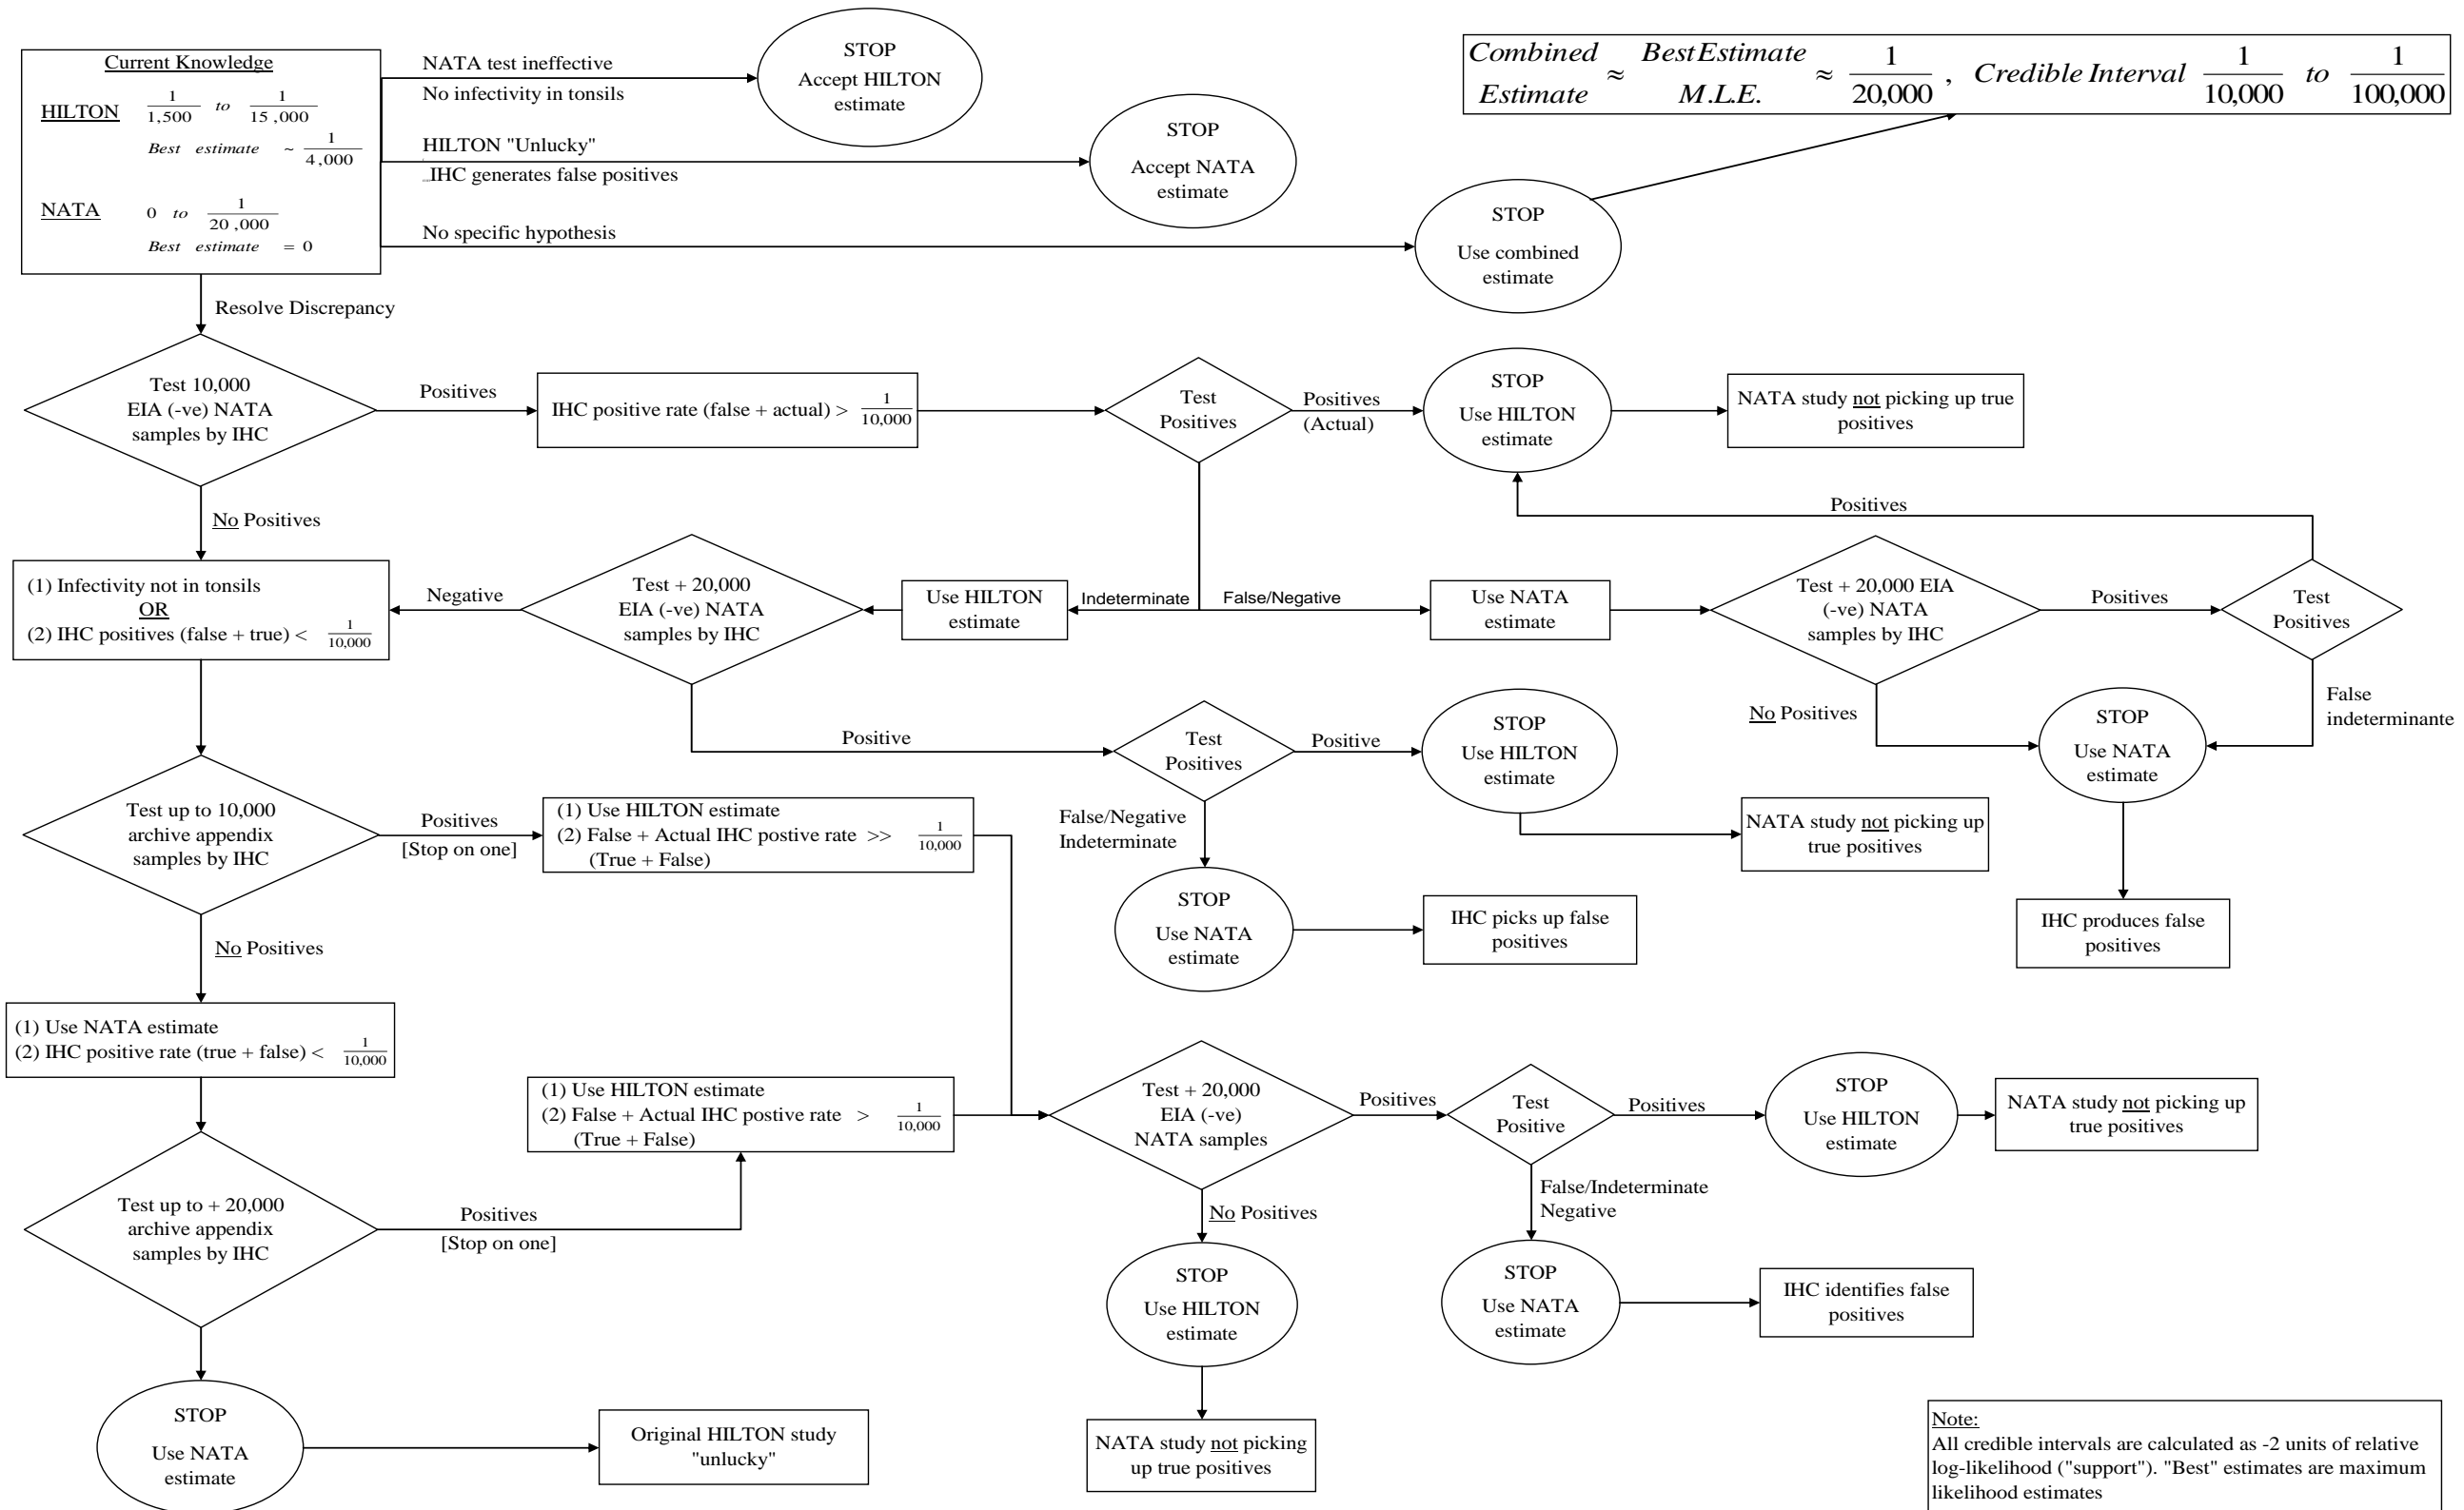 Current Knowledge
HILTON 1/1,500 to 1/15,000
Best estimate ~ 1/4,000
NATA 0 to 1/20,000
Best estimate = 0
NATA test ineffective
No infectivity in tonsils
STOP
Accept HILTON
estimate
HILTON "Unlucky"
IHC generates false positives
STOP
Accept NATA
estimate
No specific hypothesis
STOP
Use combined
estimate
Combined Estimate ≈ Best Estimate M.L.E. ≈ 1/20,000 , Credible Interval 1/10,000 to 1/100,000
Resolve Discrepancy
Test 10,000
EIA (-ve) NATA
samples by IHC
Positives
IHC positive rate (false + actual) > 1/10,000
Test
Positives
Positives
(Actual)
STOP
Use HILTON
estimate
NATA study not picking up true
positives
No Positives
Positives
(1) Infectivity not in tonsils
OR
(2) IHC positives (false + true) < 1/10,000
Negative
Test + 20,000
EIA (-ve) NATA
samples by IHC
Use HILTON
estimate
Indeterminate
False/Negative
Use NATA
estimate
Test + 20,000 EIA
(-ve) NATA
samples by IHC
Positives
Test
Positives
No Positives
False
indeterminante
STOP
Use NATA
estimate
IHC produces false
positives
Positive
Test
Positives
Positive
STOP
Use HILTON
estimate
NATA study not picking up
true positives
False/Negative
Indeterminate
STOP
Use NATA
estimate
IHC picks up false
positives
Test up to 10,000
archive appendix
samples by IHC
Positives
[Stop on one]
(1) Use HILTON estimate
(2) False + Actual IHC postive rate >> 1/10,000
(True + False)
No Positives
(1) Use NATA estimate
(2) IHC positive rate (true + false) < 1/10,000
(1) Use HILTON estimate
(2) False + Actual IHC postive rate > 1/10,000
(True + False)
Test + 20,000
EIA (-ve)
NATA samples
Positives
Test
Positive
Positives
STOP
Use HILTON
estimate
NATA study not picking up
true positives
Test up to + 20,000
archive appendix
samples by IHC
Positives
[Stop on one]
No Positives
STOP
Use HILTON
estimate
NATA study not picking
up true positives
False/Indeterminate
Negative
STOP
Use NATA
estimate
IHC identifies false
positives
STOP
Use NATA
estimate
Original HILTON study
"unlucky"
Note:
All credible intervals are calculated as -2 units of relative
log-likelihood ("support"). "Best" estimates are maximum
likelihood estimates